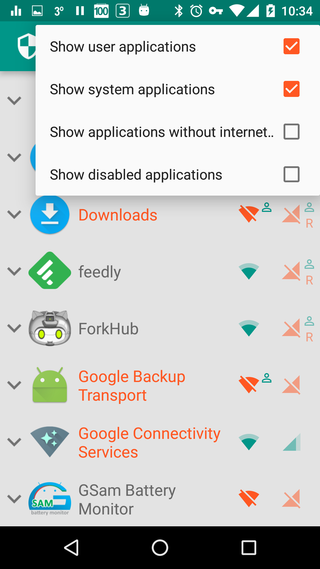 3° 100 3 10:34
Show user applications
Show system applications
Show applications without internet..
Show disabled applications
Downloads
R
feedly
R
ForkHub
R
Google Backup
Transport
Google Connectivity
Services
GSam Battery
Monitor
GSAM
battery monitor